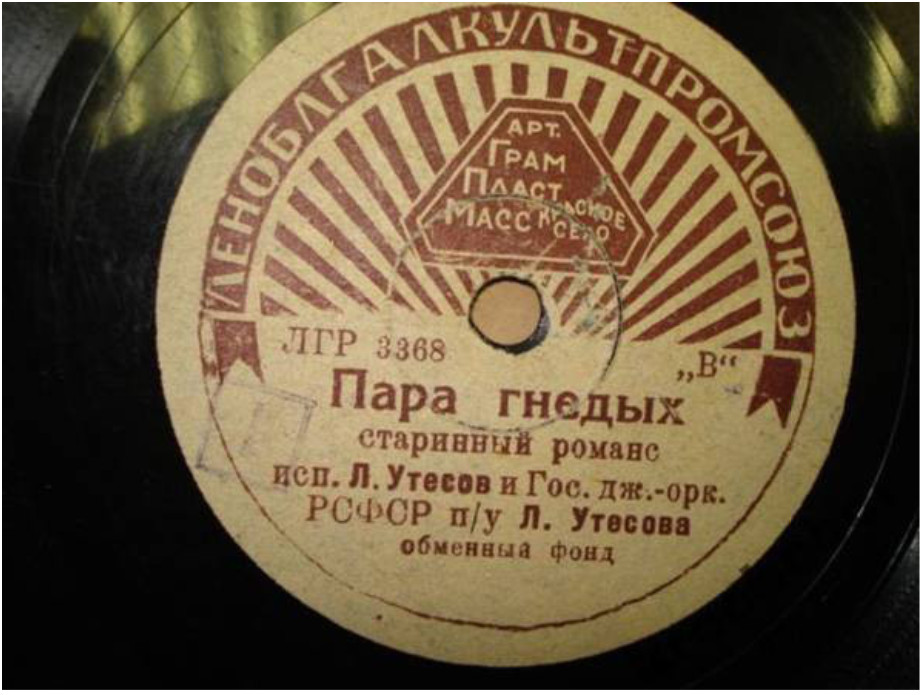 ЛЕНОБЛГАЛКУЛЬТПРОМСОЮЗ
АРТ.
ГРАМ
ПЛАСТ
МАСС КРАСНОЕ
СЕЛО
ЛГР 3368 „В“
Пара гнедых
старинный романс
исп. Л. Утесов и Гос. дж.-орк.
РСФСР п/у Л. Утесова
обменный фонд